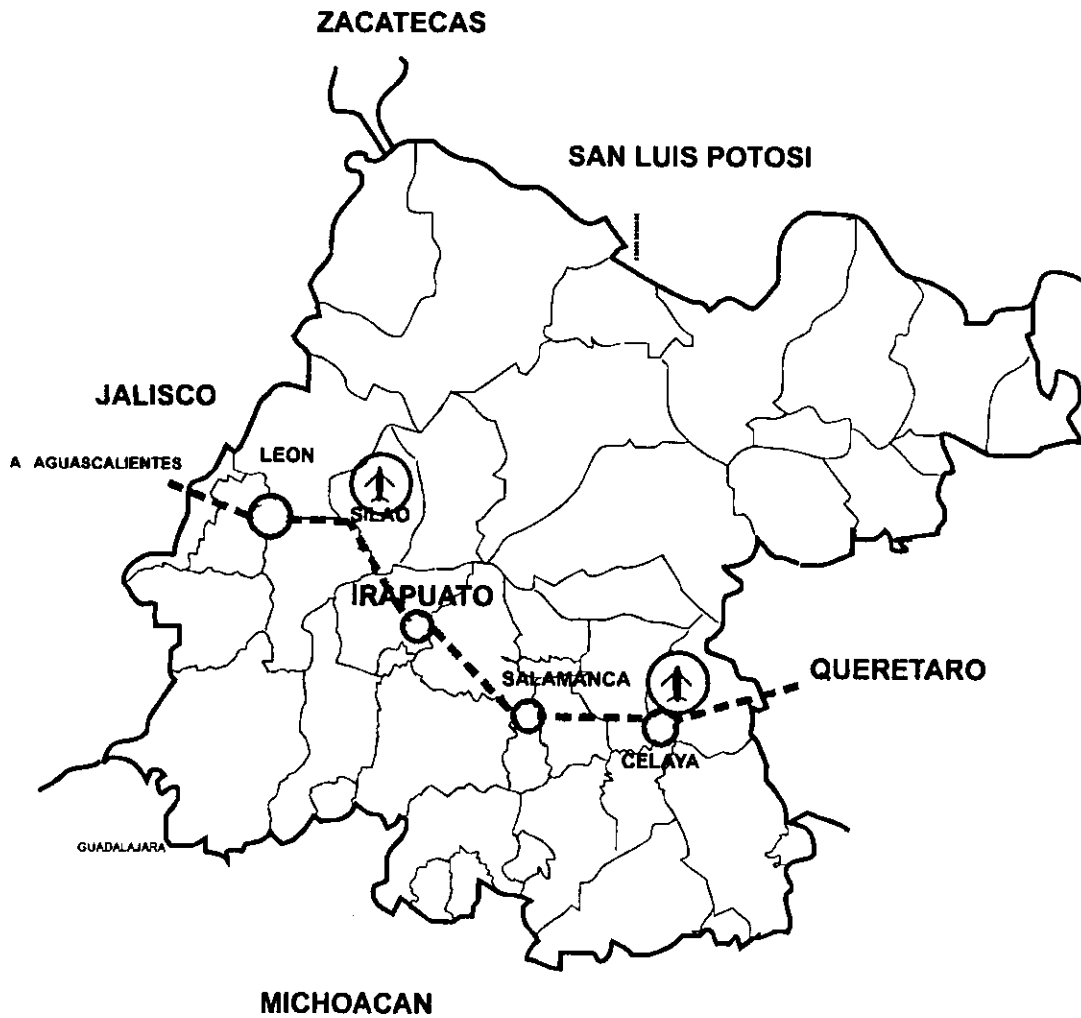 ZACATECAS
SAN LUIS POTOSI
JALISCO
A AGUASCALIENTES
LEON
SILAO
IRAPUATO
SALAMANCA
QUERETARO
CELAYA
GUADALAJARA
MICHOACAN